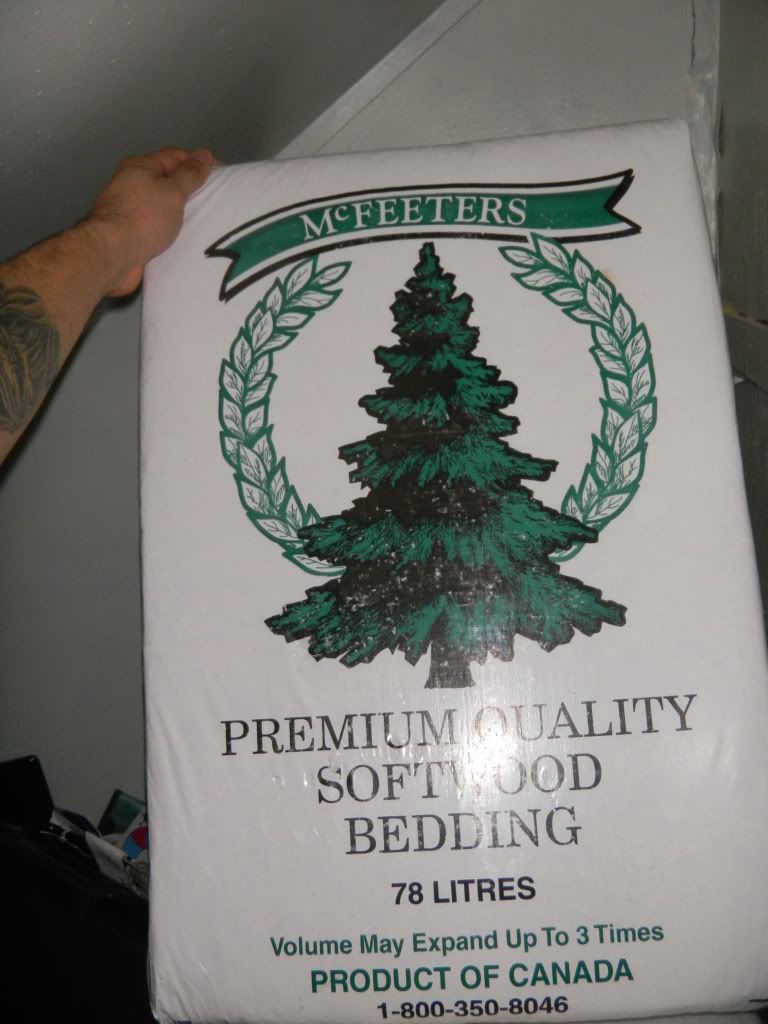 McFEETERS
PREMIUM QUALITY
SOFTWOOD
BEDDING
78 LITRES
Volume May Expand Up To 3 Times
PRODUCT OF CANADA
1-800-350-8046